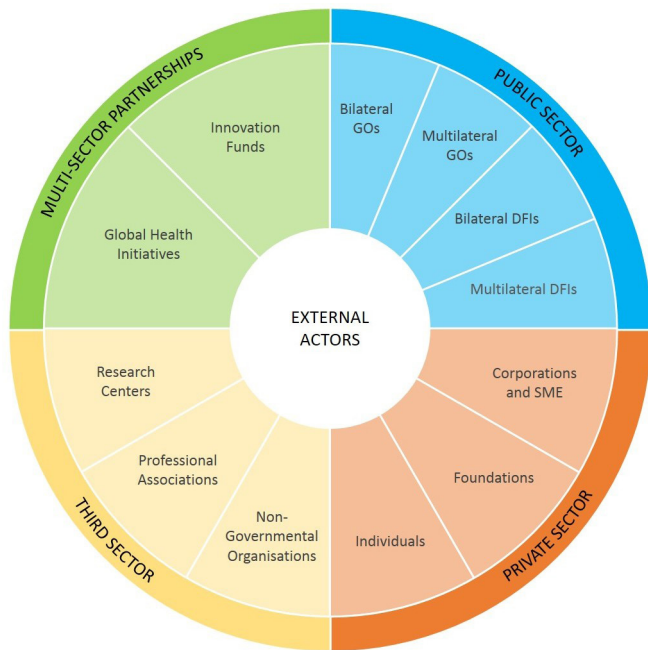 MULTI-SECTOR PARTNERSHIPS
PUBLIC SECTOR
Innovation
Funds
Bilateral
GOs
Multilateral
GOs
Global Health
Initiatives
Bilateral DFIs
Multilateral DFIs
EXTERNAL
ACTORS
Research
Centers
Corporations
and SME
Professional
Associations
Foundations
Non-
Governmental
Organisations
Individuals
THIRD SECTOR
PRIVATE SECTOR